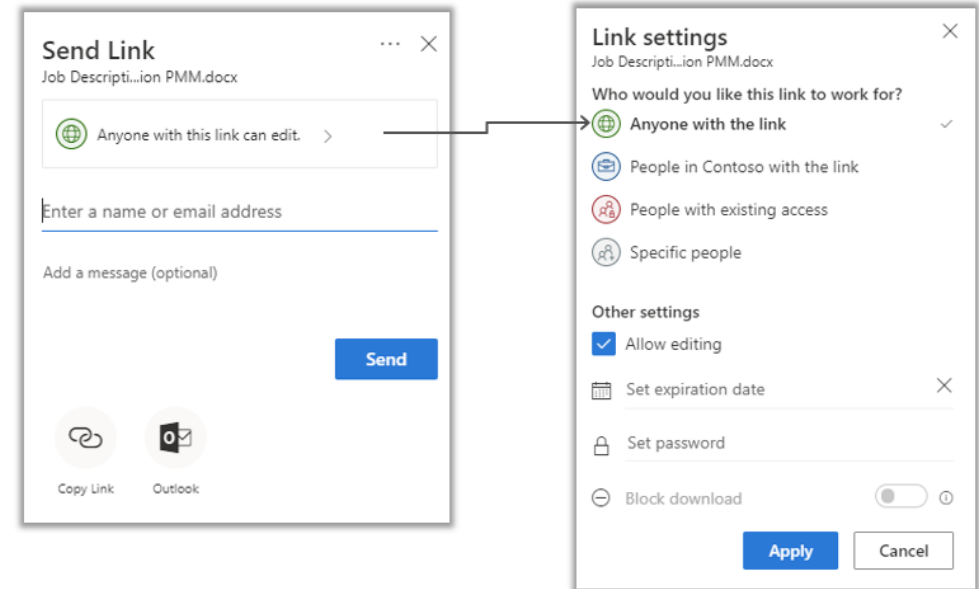 Send Link
Job Descripti...ion PMM.docx
Anyone with this link can edit.
Enter a name or email address
Add a message (optional)
Send
Copy Link
Outlook
Link settings
Job Descripti...ion PMM.docx
Who would you like this link to work for?
Anyone with the link
People in Contoso with the link
People with existing access
Specific people
Other settings
Allow editing
Set expiration date
Set password
Block download
Apply
Cancel